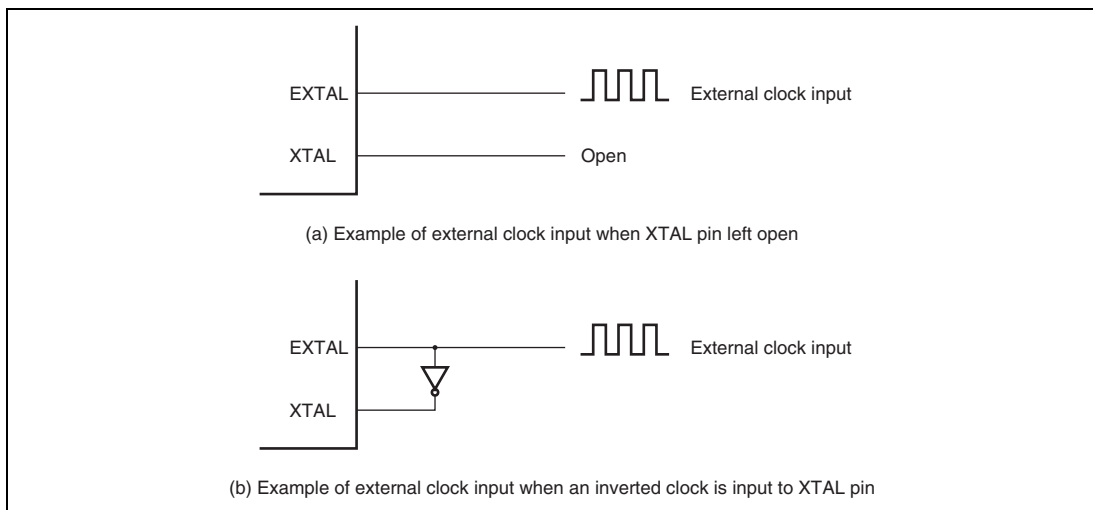 EXTAL
External clock input
XTAL
Open
(a) Example of external clock input when XTAL pin left open
EXTAL
External clock input
XTAL
(b) Example of external clock input when an inverted clock is input to XTAL pin